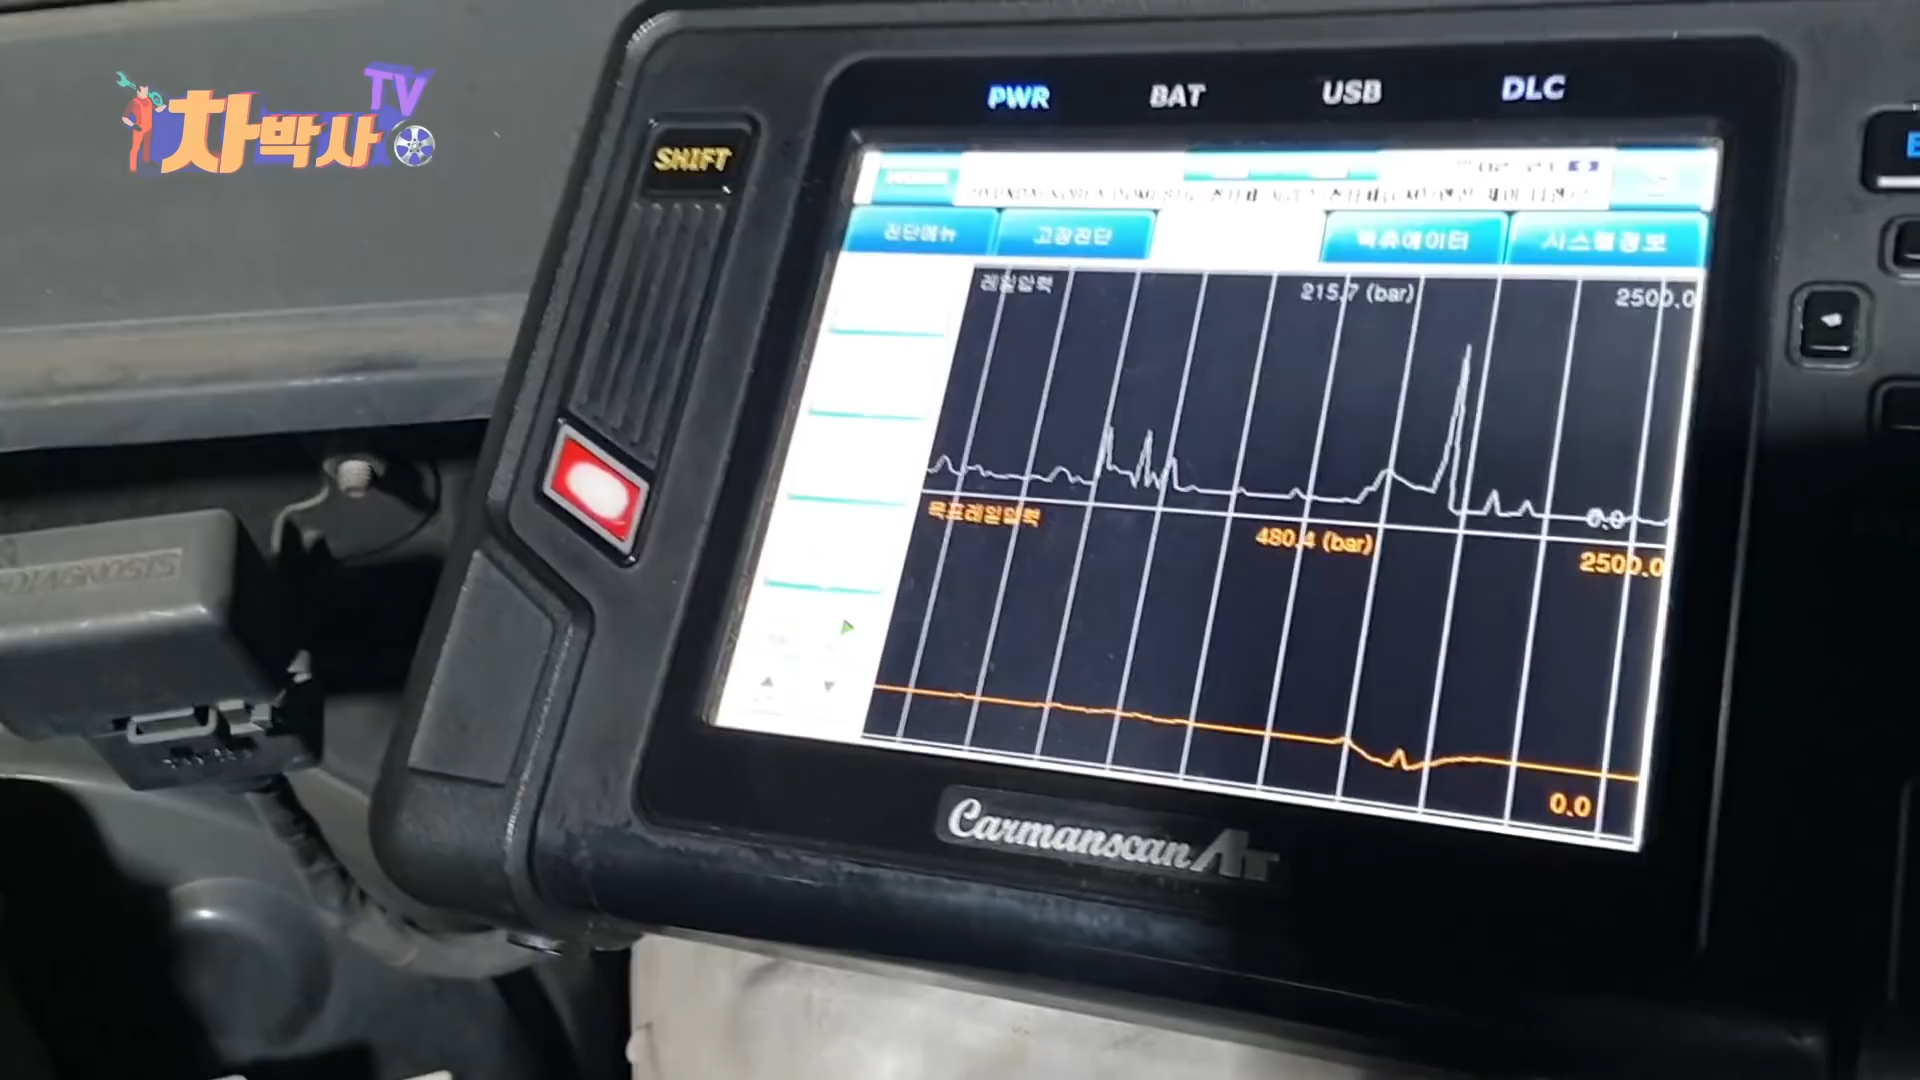 차박사TV
PWR BAT USB DLC
SHIFT
진단메뉴 고장진단 시스템정보
레일압력 215.7 (bar) 2500.0
0.0
목표레일압력 480.4 (bar) 2500.0
0.0
Carmanscan AT